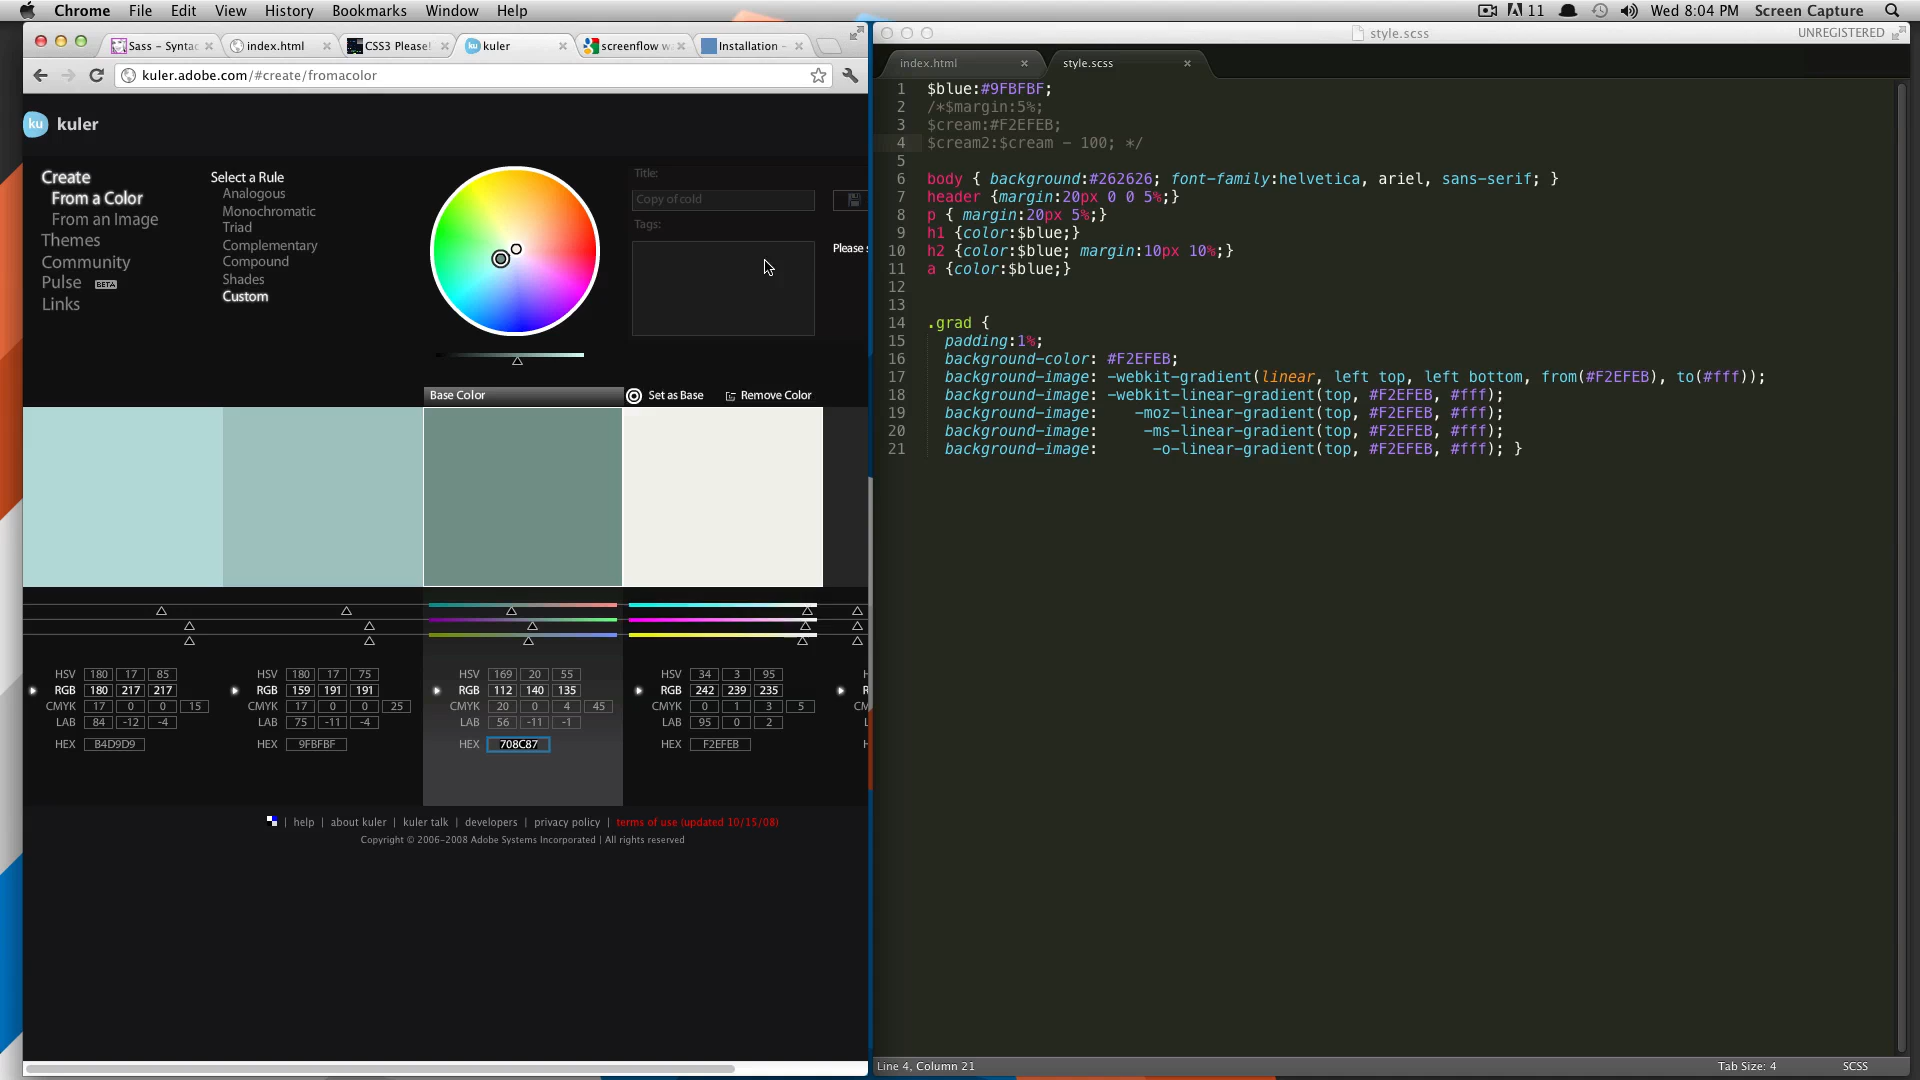 Chrome File Edit View History Bookmarks Window Help
11 Wed 8:04 PM Screen Capture
Sass – Syntac
index.html
CSS3 Please!
kuler
screenflow w
Installation –
kuler.adobe.com/#create/fromacolor
ku kuler
Create
From a Color
From an Image
Themes
Community
Pulse BETA
Links
Select a Rule
Analogous
Monochromatic
Triad
Complementary
Compound
Shades
Custom
Title:
Copy of cold
Tags:
Please s
Base Color
Set as Base
Remove Color
HSV 180 17 85
RGB 180 217 217
CMYK 17 0 0 15
LAB 84 -12 -4
HEX B4D9D9
HSV 180 17 75
RGB 159 191 191
CMYK 17 0 0 25
LAB 75 -11 -4
HEX 9FBFBF
HSV 169 20 55
RGB 112 140 135
CMYK 20 0 4 45
LAB 56 -11 -1
HEX 708C87
HSV 34 3 95
RGB 242 239 235
CMYK 0 1 3 5
LAB 95 0 2
HEX F2EFEB
help | about kuler | kuler talk | developers | privacy policy | terms of use (updated 10/15/08)
Copyright © 2006–2008 Adobe Systems Incorporated | All rights reserved
style.scss
UNREGISTERED
index.html
style.scss
1 $blue:#9FBFBF;
2 /*$margin:5%;
3 $cream:#F2EFEB;
4 $cream2:$cream - 100; */
5
6 body { background:#262626; font-family:helvetica, ariel, sans-serif; }
7 header {margin:20px 0 0 5%;}
8 p { margin:20px 5%;}
9 h1 {color:$blue;}
10 h2 {color:$blue; margin:10px 10%;}
11 a {color:$blue;}
12
13
14 .grad {
15 padding:1%;
16 background-color: #F2EFEB;
17 background-image: -webkit-gradient(linear, left top, left bottom, from(#F2EFEB), to(#fff));
18 background-image: -webkit-linear-gradient(top, #F2EFEB, #fff);
19 background-image: -moz-linear-gradient(top, #F2EFEB, #fff);
20 background-image: -ms-linear-gradient(top, #F2EFEB, #fff);
21 background-image: -o-linear-gradient(top, #F2EFEB, #fff); }
Line 4, Column 21
Tab Size: 4
SCSS